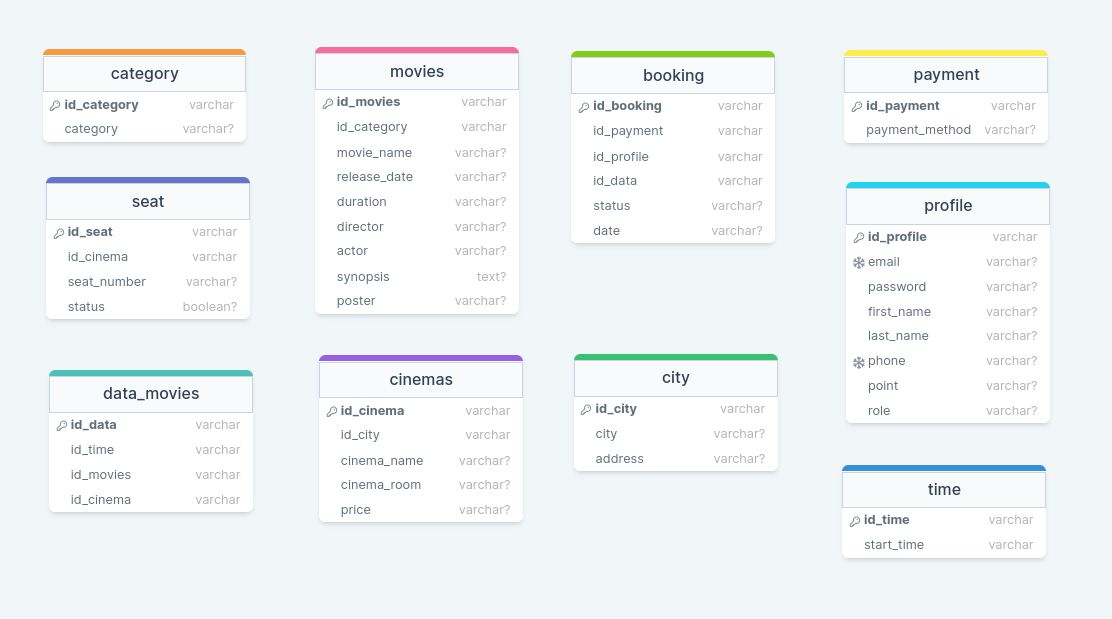 category
id_category varchar
category varchar?
movies
id_movies varchar
id_category varchar
movie_name varchar?
release_date varchar?
duration varchar?
director varchar?
actor varchar?
synopsis text?
poster varchar?
booking
id_booking varchar
id_payment varchar
id_profile varchar
id_data varchar
status varchar?
date varchar?
payment
id_payment varchar
payment_method varchar?
seat
id_seat varchar
id_cinema varchar
seat_number varchar?
status boolean?
profile
id_profile varchar
email varchar?
password varchar?
first_name varchar?
last_name varchar?
phone varchar?
point varchar?
role varchar?
data_movies
id_data varchar
id_time varchar
id_movies varchar
id_cinema varchar
cinemas
id_cinema varchar
id_city varchar
cinema_name varchar?
cinema_room varchar?
price varchar?
city
id_city varchar
city varchar?
address varchar?
time
id_time varchar
start_time varchar